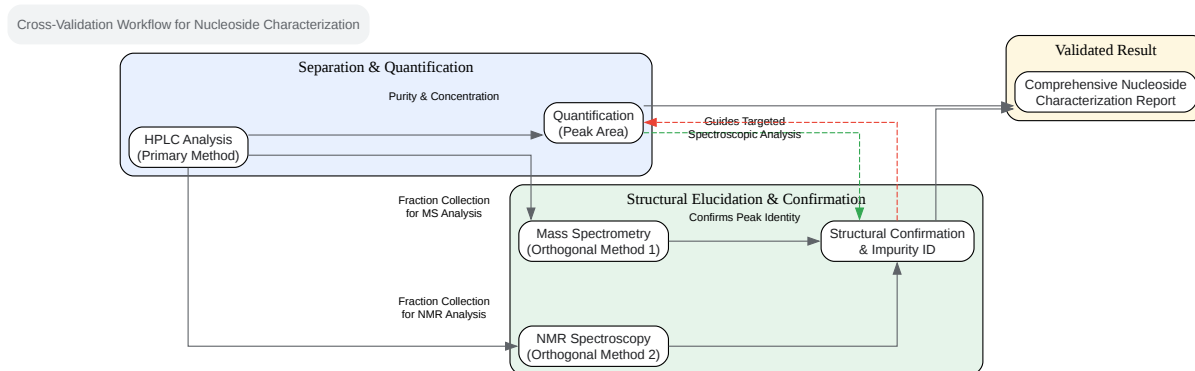 Cross-Validation Workflow for Nucleoside Characterization
Validated Result
Comprehensive Nucleoside
Characterization Report
Separation & Quantification
Purity & Concentration
Quantification
(Peak Area)
HPLC Analysis
(Primary Method)
Guides Targeted
Spectroscopic Analysis
Fraction Collection
for MS Analysis
Structural Elucidation & Confirmation
Confirms Peak Identity
Mass Spectrometry
(Orthogonal Method 1)
Structural Confirmation
& Impurity ID
Fraction Collection
for NMR Analysis
NMR Spectroscopy
(Orthogonal Method 2)